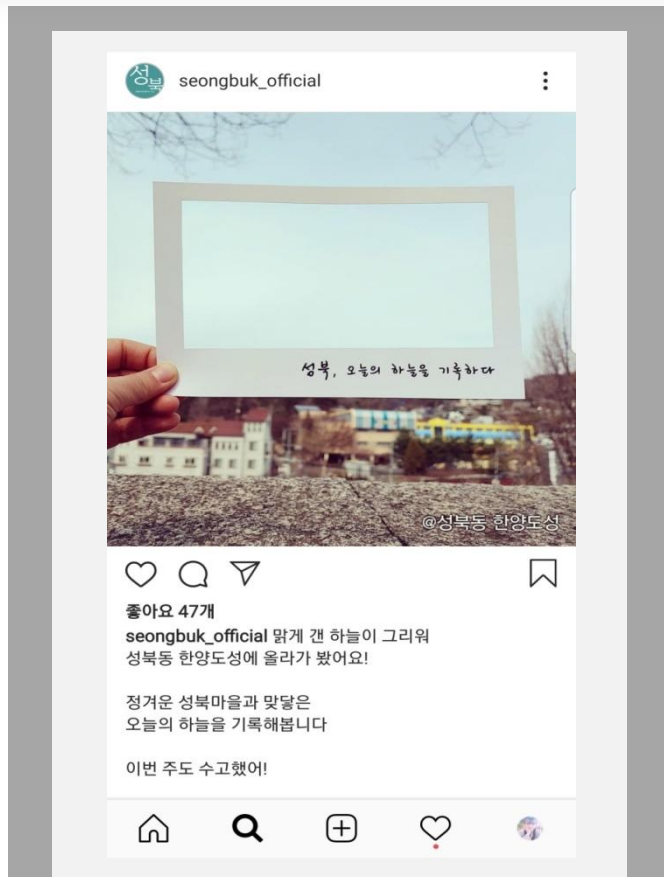 성북
seongbuk_official
성북, 오늘의 하늘을 기록하다
@성북동 한양도성
좋아요 47개
seongbuk_official 맑게 갠 하늘이 그리워
성북동 한양도성에 올라가 봤어요!
정겨운 성북마을과 맞닿은
오늘의 하늘을 기록해봅니다
이번 주도 수고했어!